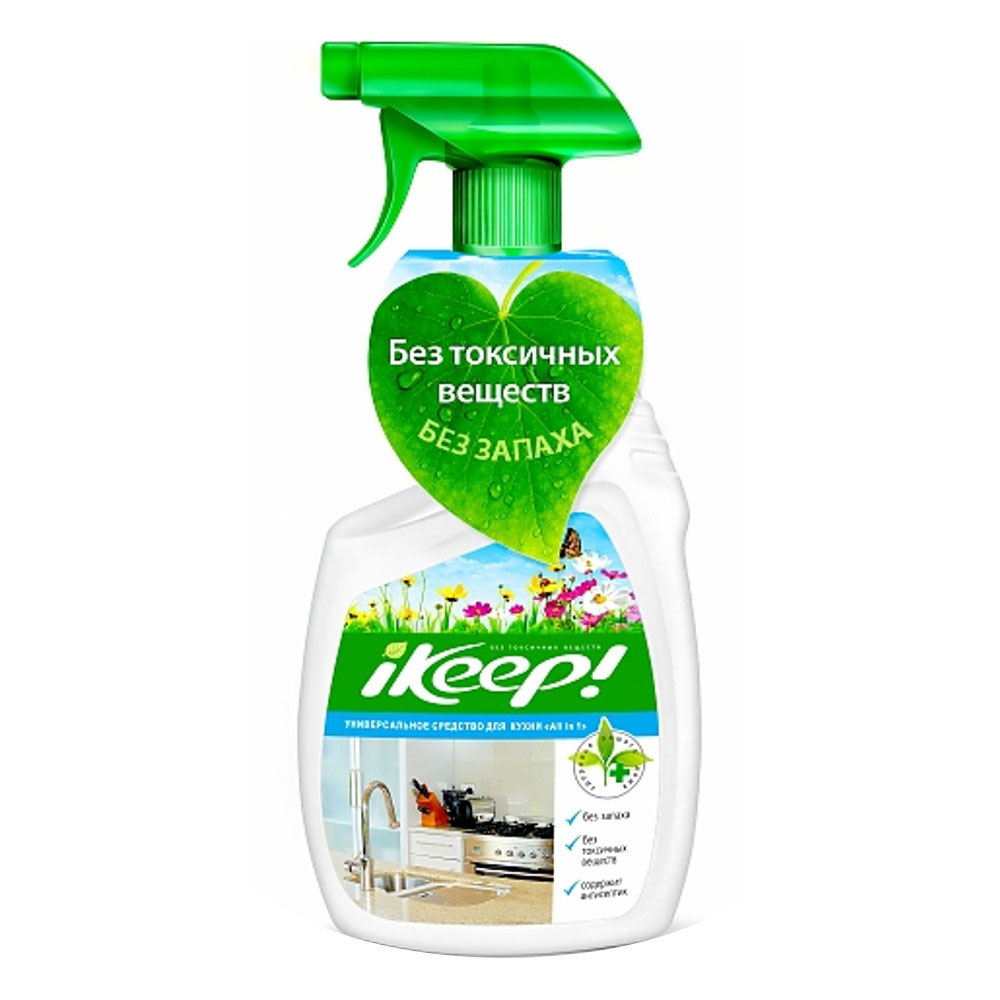 Без токсичных
веществ
БЕЗ ЗАПАХА
БЕЗ ТОКСИЧНЫХ ВЕЩЕСТВ
iKeep!
УНИВЕРСАЛЬНОЕ СРЕДСТВО ДЛЯ КУХНИ «All in 1»
без запаха
без
токсичных
веществ
содержит
антисептик